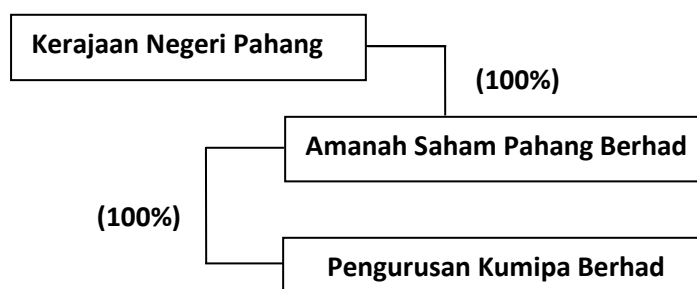 Kerajaan Negeri Pahang
(100%)
Amanah Saham Pahang Berhad
(100%)
Pengurusan Kumipa Berhad